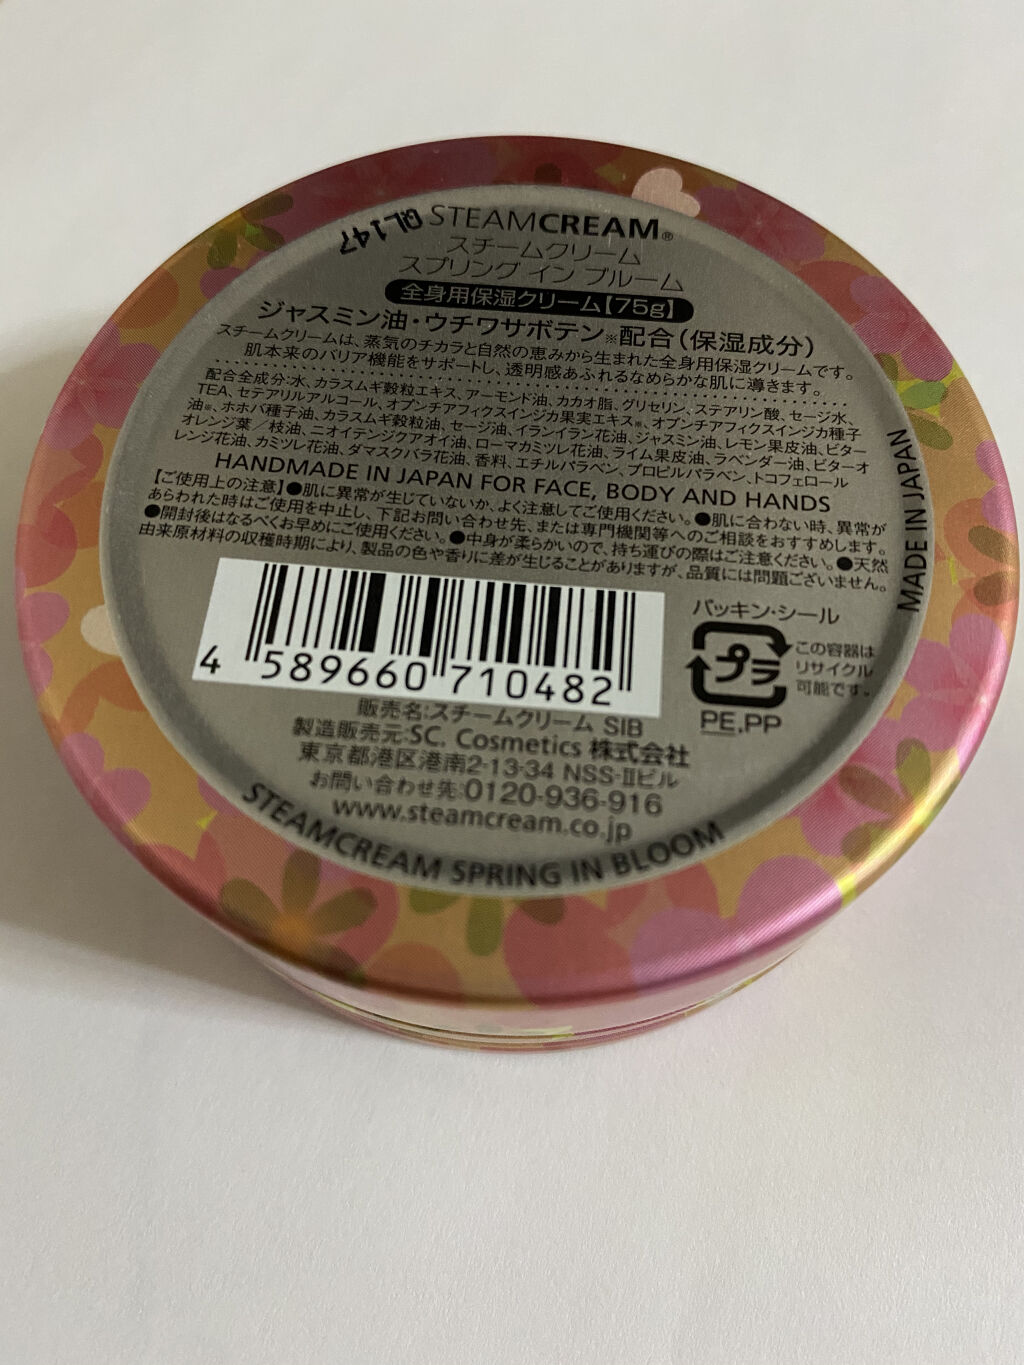 QL147
STEAMCREAM®
スチームクリーム
スプリング イン ブルーム
全身用保湿クリーム【75g】
ジャスミン油・ウチワサボテン※配合(保湿成分)
スチームクリームは、蒸気のチカラと自然の恵みから生まれた全身用保湿クリームです。
肌本来のバリア機能をサポートし、透明感あふれるなめらかな肌に導きます。
配合全成分:水、カラスムギ穀粒エキス、アーモンド油、カカオ脂、グリセリン、ステアリン酸、セージ水、
TEA、セテアリルアルコール、オプンチアフィクスインジカ果実エキス※、オプンチアフィクスインジカ種子
油※、ホホバ種子油、カラスムギ穀粒油、セージ油、イランイラン花油、ジャスミン油、レモン果皮油、ビター
オレンジ葉/枝油、ニオイテンジクアオイ油、ローマカミツレ花油、ライム果皮油、ラベンダー油、ビターオ
レンジ花油、カミツレ花油、ダマスクバラ花油、香料、エチルパラベン、プロピルパラベン、トコフェロール
HANDMADE IN JAPAN FOR FACE, BODY AND HANDS
【ご使用上の注意】●肌に異常が生じていないか、よく注意してご使用ください。●肌に合わない時、異常が
あらわれた時はご使用を中止し、下記お問い合わせ先、または専門機関等へのご相談をおすすめします。
●開封後はなるべくお早めにご使用ください。●中身が柔らかいので、持ち運びの際はご注意ください。●天然
由来原材料の収穫時期により、製品の色や香りに差が生じることがありますが、品質には問題ございません。
MADE IN JAPAN
4 589660 710482
パッキン・シール
プラ
この容器は
リサイクル
可能です。
PE,PP
販売名:スチームクリーム SIB
製造販売元:SC. Cosmetics 株式会社
東京都港区港南2-13-34 NSS-Ⅱビル
お問い合わせ先:0120-936-916
www.steamcream.co.jp
STEAMCREAM SPRING IN BLOOM